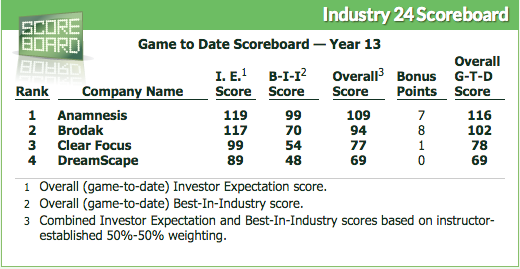 SCORE
BOARD
Industry 24 Scoreboard
Game to Date Scoreboard — Year 13
Overall
I. E.1 B-I-I2 Overall3 Bonus G-T-D
Rank Company Name Score Score Score Points Score
1 Anamnesis 119 99 109 7 116
2 Brodak 117 70 94 8 102
3 Clear Focus 99 54 77 1 78
4 DreamScape 89 48 69 0 69
1 Overall (game-to-date) Investor Expectation score.
2 Overall (game-to-date) Best-In-Industry score.
3 Combined Investor Expectation and Best-In-Industry scores based on instructor-
established 50%-50% weighting.